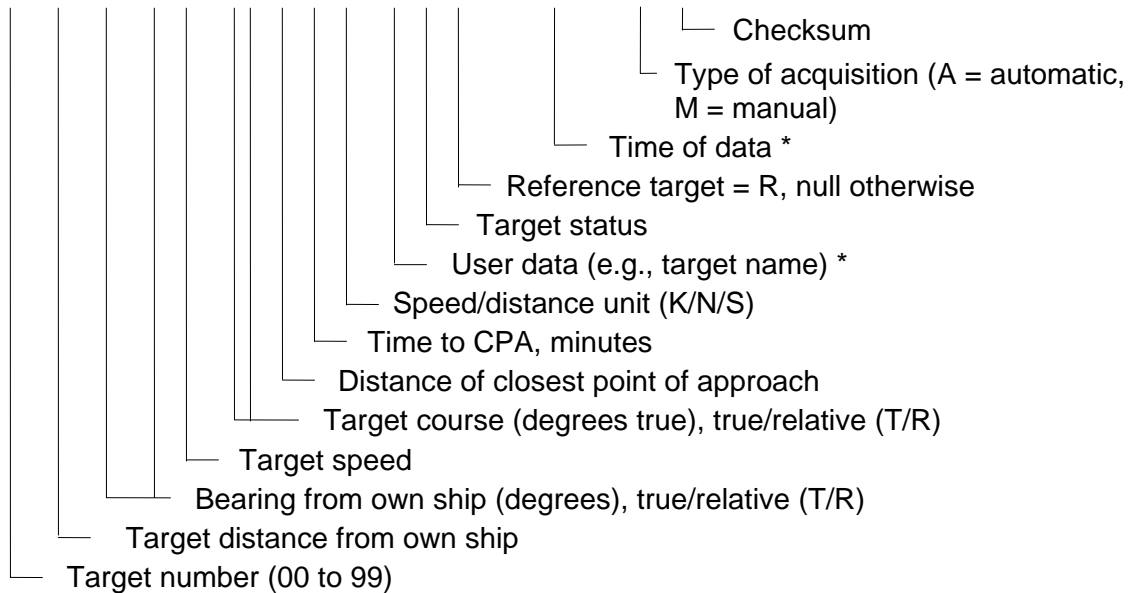 Checksum
Type of acquisition (A = automatic,
M = manual)
Time of data *
Reference target = R, null otherwise
Target status
User data (e.g., target name) *
Speed/distance unit (K/N/S)
Time to CPA, minutes
Distance of closest point of approach
Target course (degrees true), true/relative (T/R)
Target speed
Bearing from own ship (degrees), true/relative (T/R)
Target distance from own ship
Target number (00 to 99)